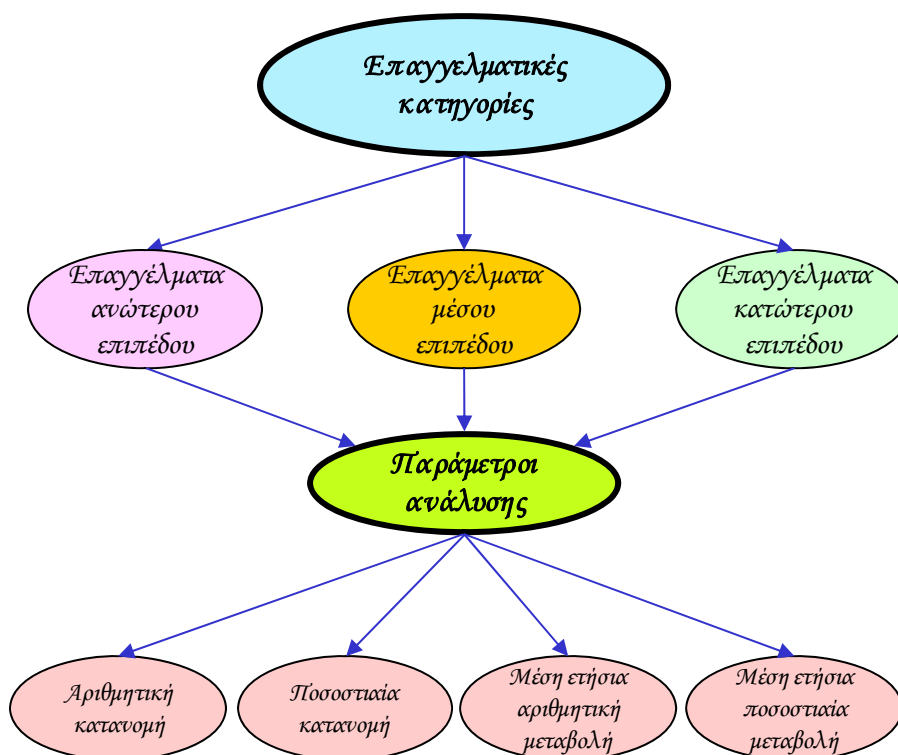 Επαγγελματικές
κατηγορίες
Επαγγέλματα
ανώτερου
επιπέδου
Επαγγέλματα
μέσου
επιπέδου
Επαγγέλματα
κατώτερου
επιπέδου
Παράμετροι
ανάλυσης
Αριθμητική
κατανομή
Ποσοστιαία
κατανομή
Μέση ετήσια
αριθμητική
μεταβολή
Μέση ετήσια
ποσοστιαία
μεταβολή